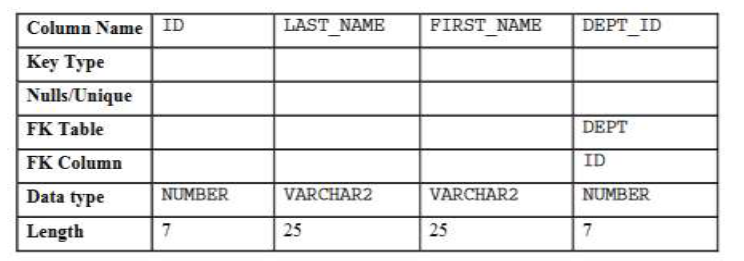 Column Name ID LAST_NAME FIRST_NAME DEPT_ID
Key Type
Nulls/Unique
FK Table DEPT
FK Column ID
Data type NUMBER VARCHAR2 VARCHAR2 NUMBER
Length 7 25 25 7